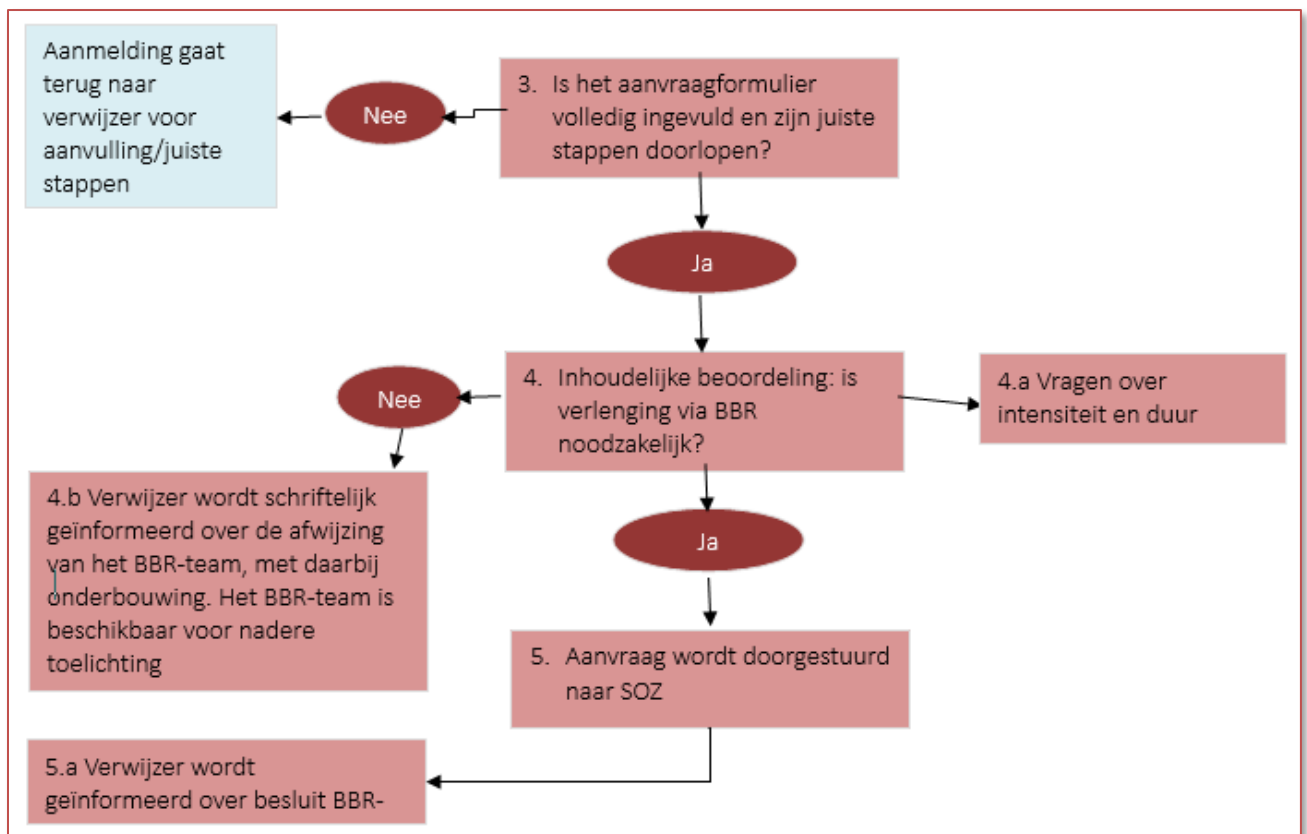 Aanmelding gaat
terug naar
verwijzer voor
aanvulling/juiste
stappen
Nee
3. Is het aanvraagformulier
volledig ingevuld en zijn juiste
stappen doorlopen?
Ja
Nee
4. Inhoudelijke beoordeling: is
verlenging via BBR
noodzakelijk?
4.a Vragen over
intensiteit en duur
4.b Verwijzer wordt schriftelijk
geïnformeerd over de afwijzing
van het BBR-team, met daarbij
onderbouwing. Het BBR-team is
beschikbaar voor nadere
toelichting
Ja
5. Aanvraag wordt doorgestuurd
naar SOZ
5.a Verwijzer wordt
geïnformeerd over besluit BBR-